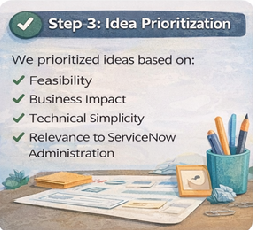 Step-3: Idea Prioritization
We prioritized ideas based on:
Feasibility
Business Impact
Technical Simplicity
Relevance to ServiceNow
Administration